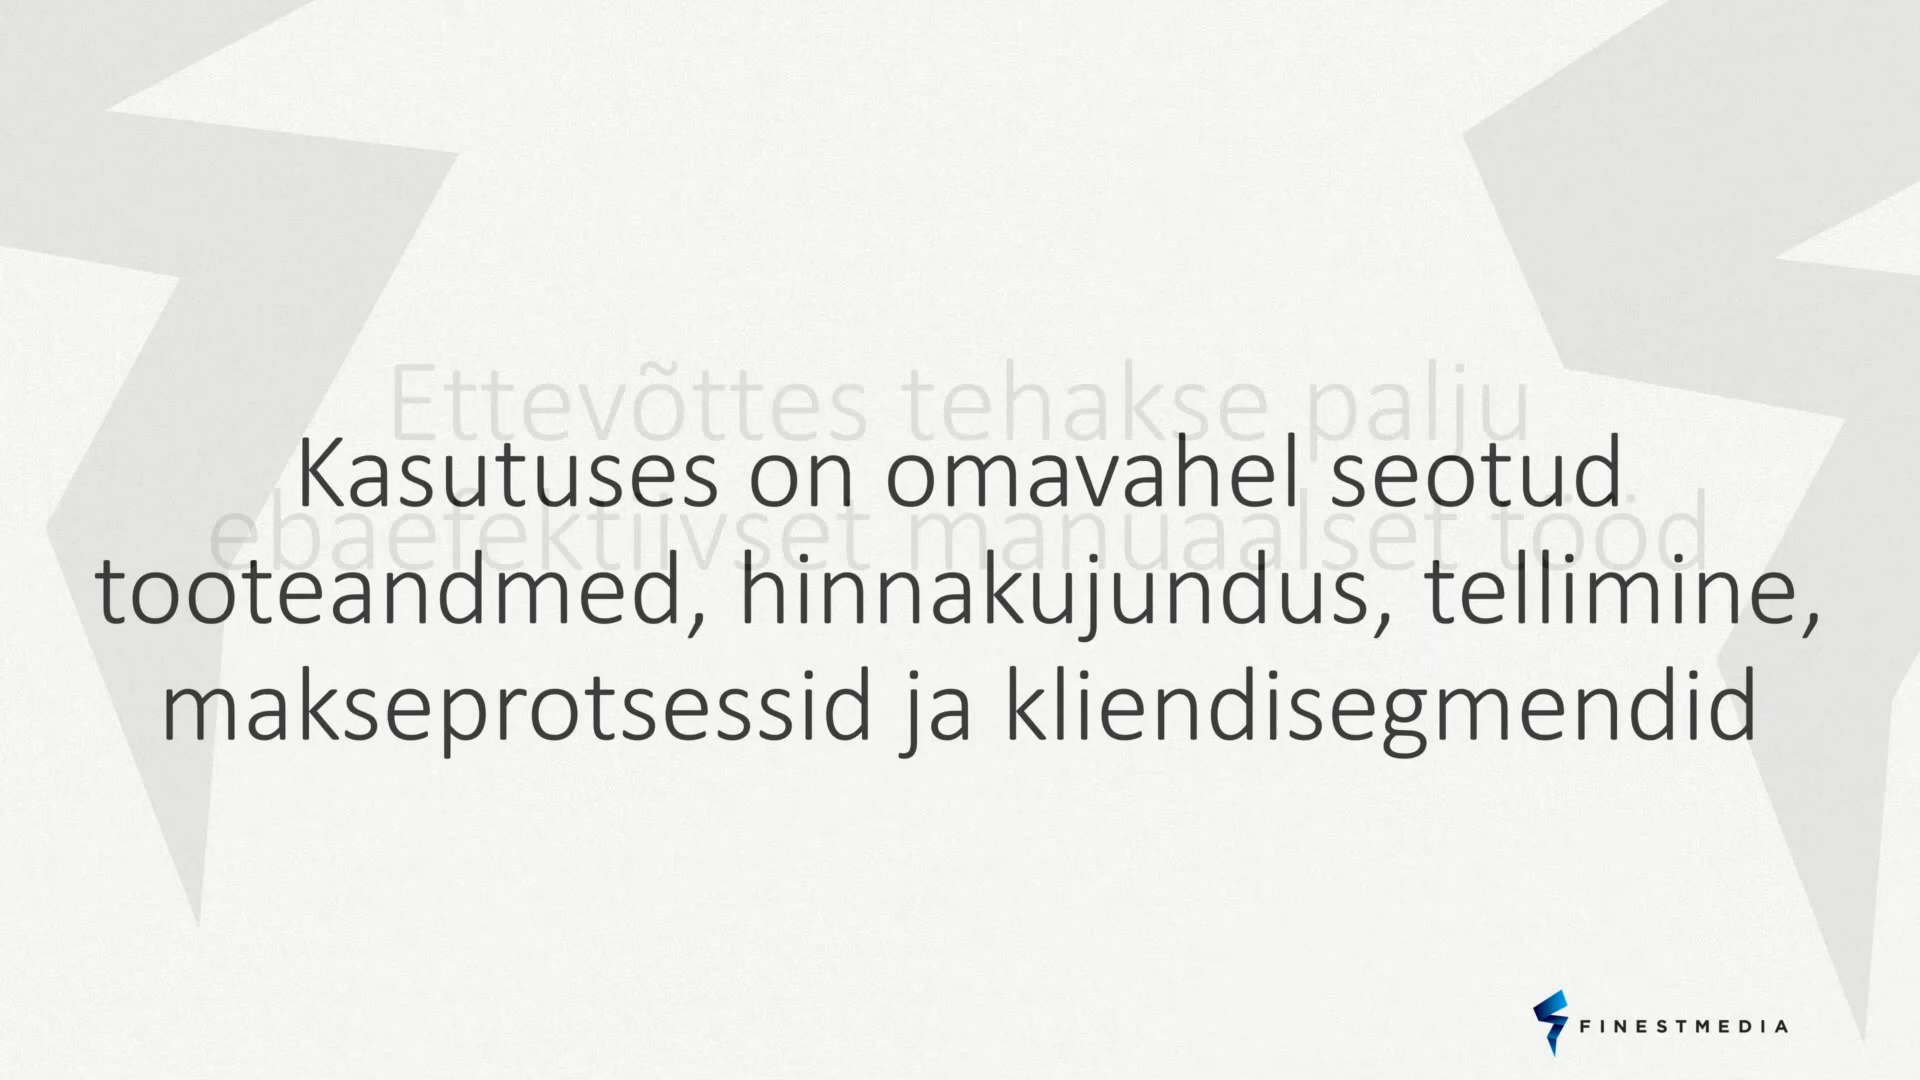 Ettevõttes tehakse palju
ebaefektiivset manuaalset tööd
Kasutuses on omavahel seotud
tooteandmed, hinnakujundus, tellimine,
makseprotsessid ja kliendisegmendid
FINESTMEDIA